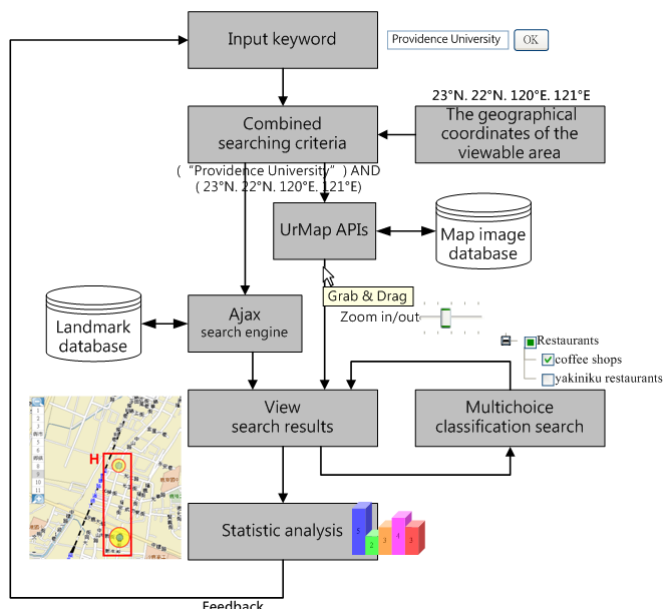 Input keyword
Providence University
OK
23°N. 22°N. 120°E. 121°E
Combined
searching criteria
The geographical
coordinates of the
viewable area
( “Providence University” ) AND
( 23°N. 22°N. 120°E. 121°E)
UrMap APIs
Map image
database
Grab & Drag
Zoom in/out
Landmark
database
Ajax
search engine
Restaurants
coffee shops
yakiniku restaurants
View
search results
Multichoice
classification search
H
Statistic analysis
5
2
3
4
3
Feedback